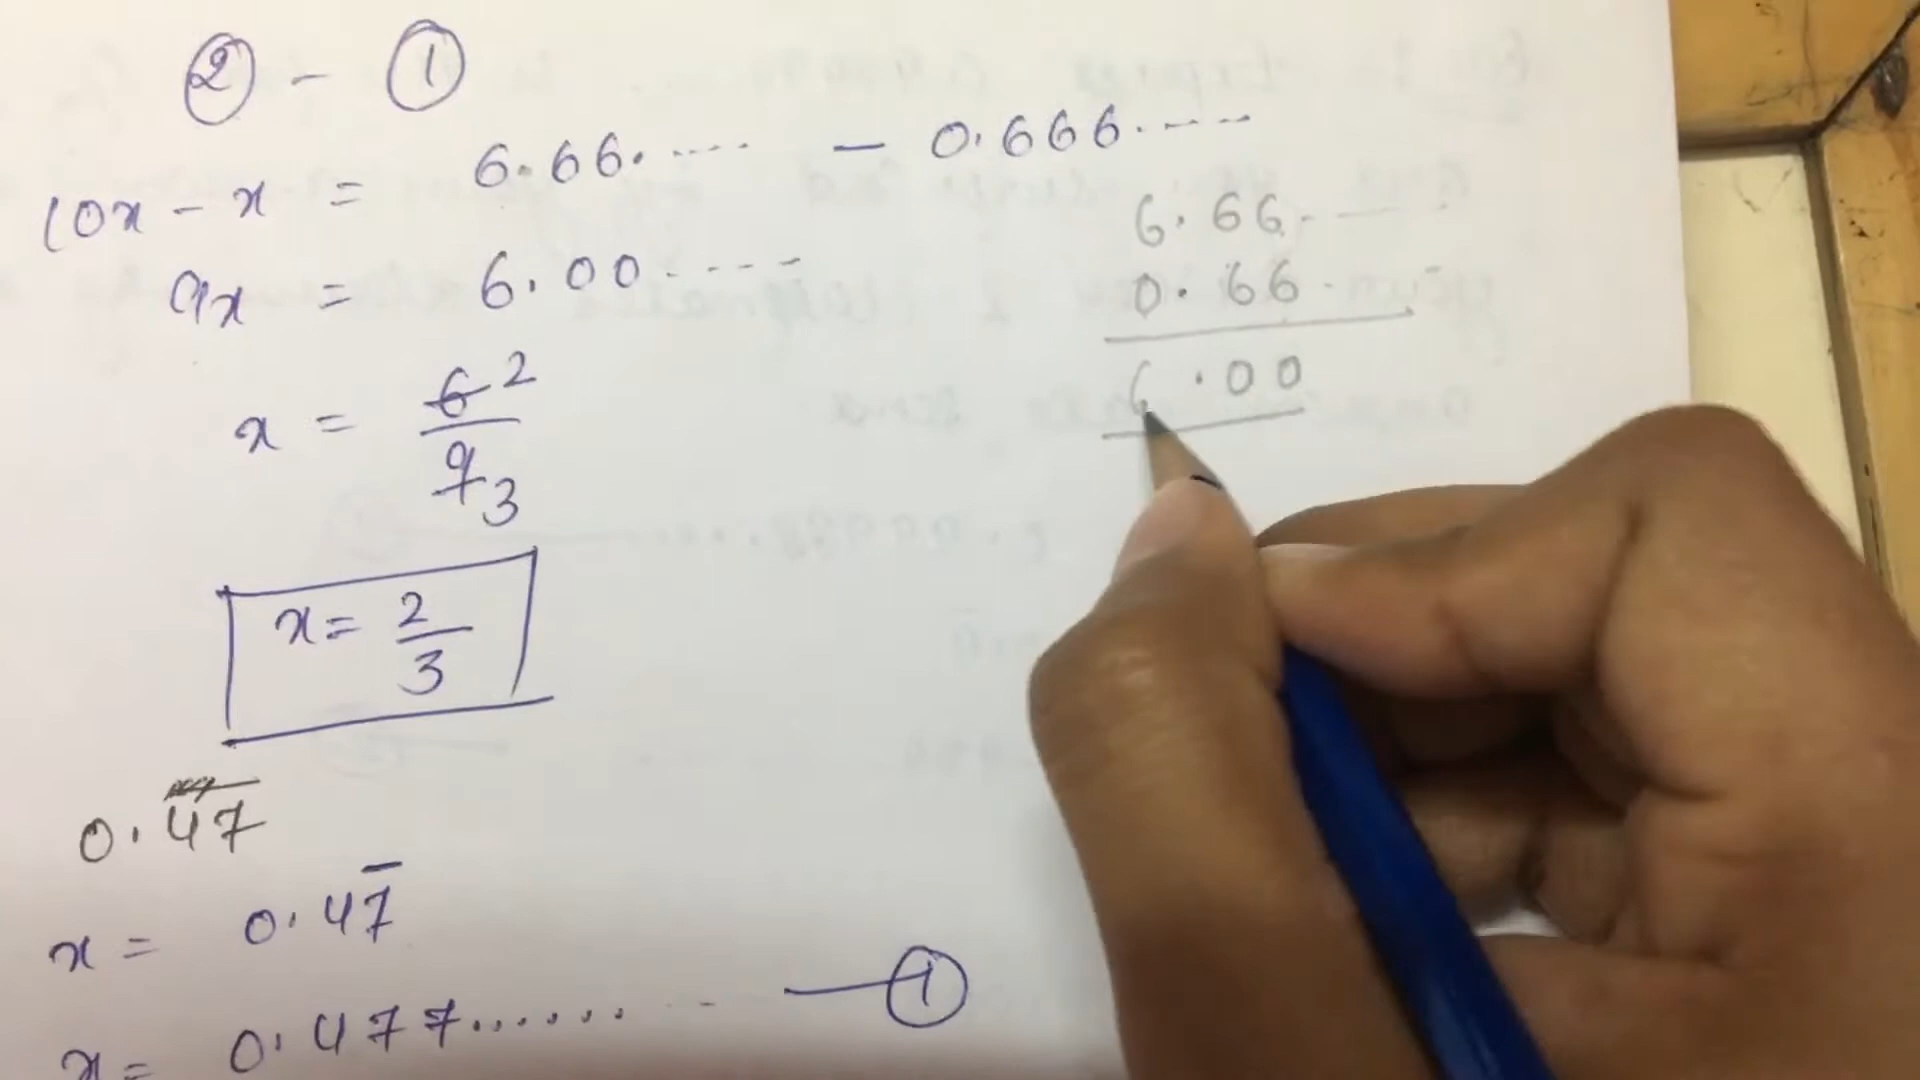 ② - ①
10x - x = 6.66..... - 0.666.---
9x = 6.00.----
6.66.---
0.66.
6.00
x = 6 2
9 3
x = 2
3
0.47
x = 0.47̅
x = 0.477........ — ①